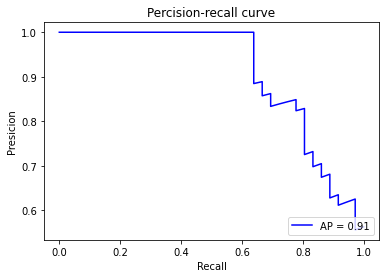 Percision-recall curve
Presicion
1.0
0.9
0.8
0.7
0.6
0.0 0.2 0.4 0.6 0.8 1.0
Recall
AP = 0.91